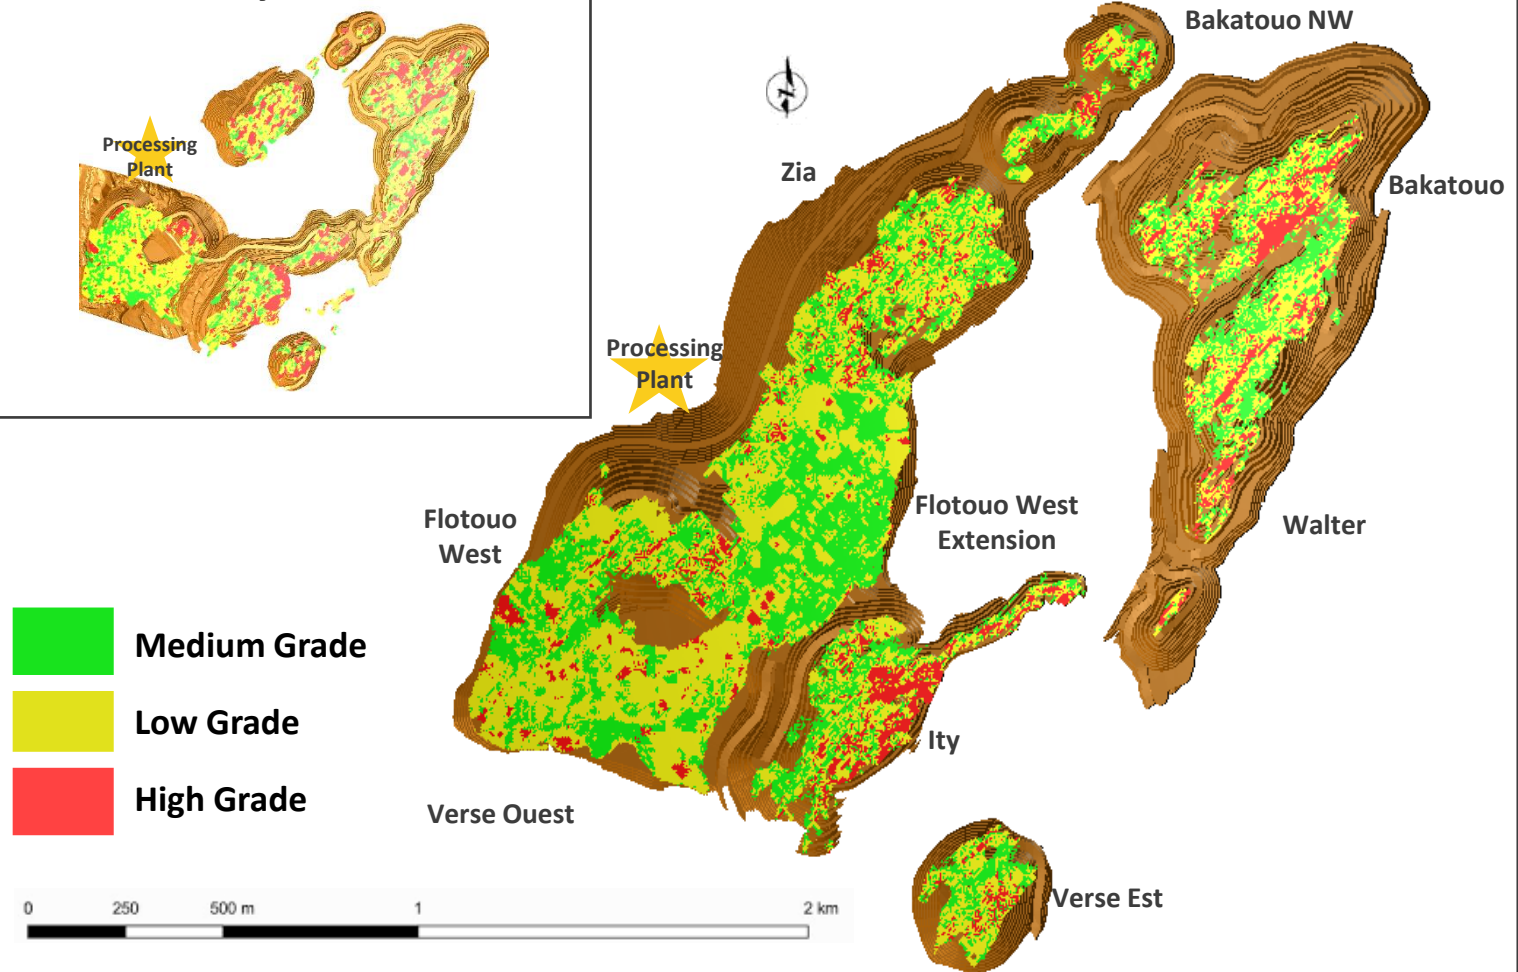 Bakatouo NW
Processing
Plant
Zia
Bakatouo
Processing
Plant
Flotouo
West
Flotouo West
Extension
Walter
Medium Grade
Low Grade
High Grade
Ity
Verse Ouest
Verse Est
0
250
500 m
1
2 km
N